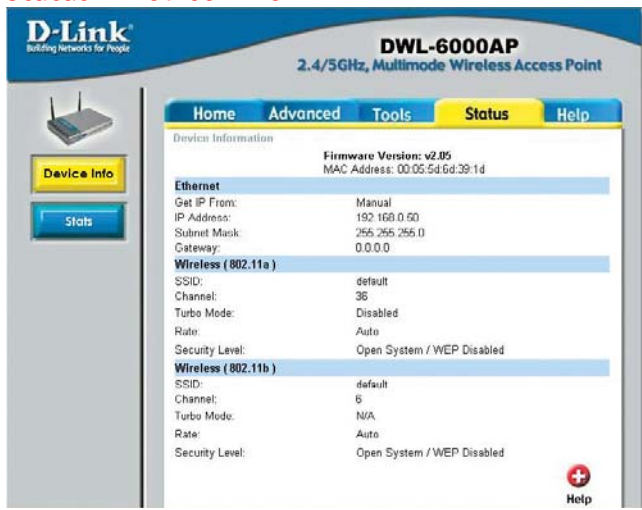 D-Link
Building Networks for People
DWL-6000AP
2.4/5GHz, Multimode Wireless Access Point
Home Advanced Tools Status Help
Device Info
Stats
Device Information
Firmware Version: v2.05
MAC Address: 00:05:5d:6d:39:1d
Ethernet
Get IP From: Manual
IP Address: 192.168.0.50
Subnet Mask: 255.255.255.0
Gateway: 0.0.0.0
Wireless ( 802.11a )
SSID: default
Channel: 36
Turbo Mode: Disabled
Rate: Auto
Security Level: Open System / WEP Disabled
Wireless ( 802.11b )
SSID: default
Channel: 6
Turbo Mode: N/A
Rate: Auto
Security Level: Open System / WEP Disabled
Help